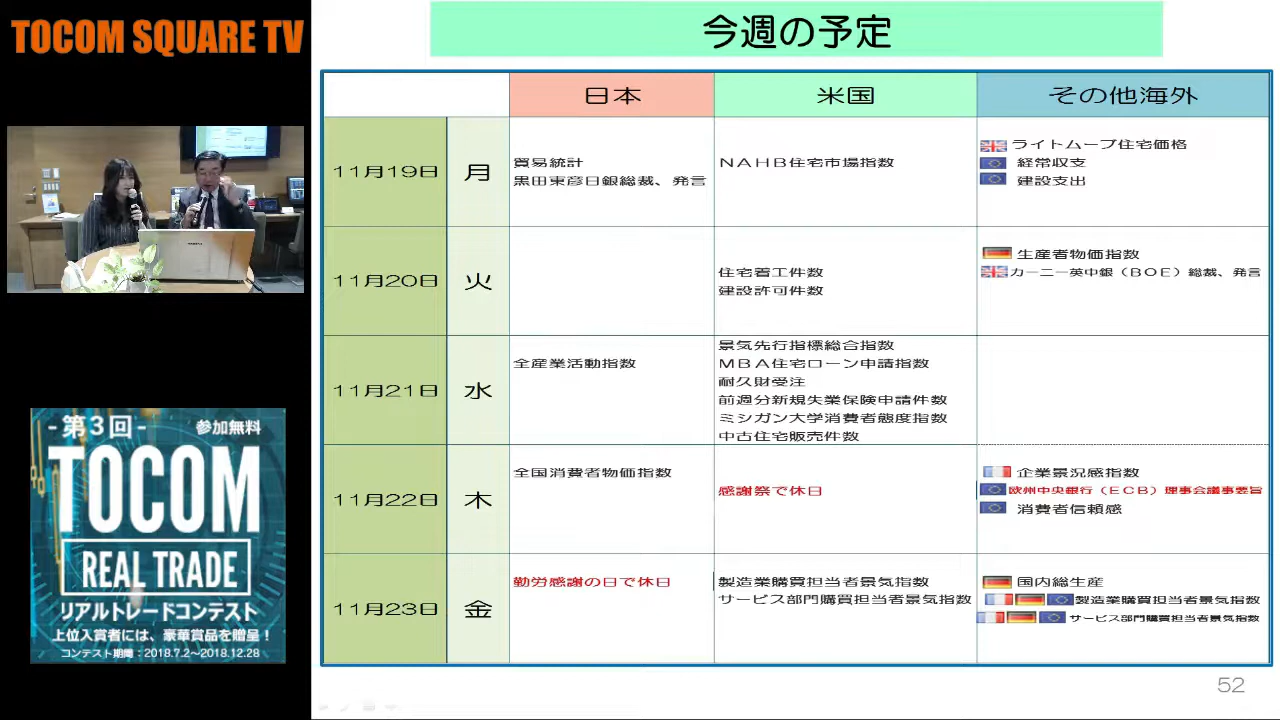 TOCOM SQUARE TV
今週の予定
日本
米国
その他海外
11月19日
月
貿易統計
黒田東彦日銀総裁、発言
ＮＡＨＢ住宅市場指数
ライトムーブ住宅価格
経常収支
建設支出
11月20日
火
住宅着工件数
建設許可件数
生産者物価指数
カーニー英中銀（ＢＯＥ）総裁、発言
11月21日
水
全産業活動指数
景気先行指標総合指数
ＭＢＡ住宅ローン申請指数
耐久財受注
前週分新規失業保険申請件数
ミシガン大学消費者態度指数
中古住宅販売件数
11月22日
木
全国消費者物価指数
感謝祭で休日
企業景況感指数
欧州中央銀行（ＥＣＢ）理事会議事要旨
消費者信頼感
11月23日
金
勤労感謝の日で休日
製造業購買担当者景気指数
サービス部門購買担当者景気指数
国内総生産
製造業購買担当者景気指数
サービス部門購買担当者景気指数
52
-第3回-
参加無料
TOCOM
REAL TRADE
リアルトレードコンテスト
上位入賞者には、豪華賞品を贈呈！
コンテスト期間：2018.7.2〜2018.12.28